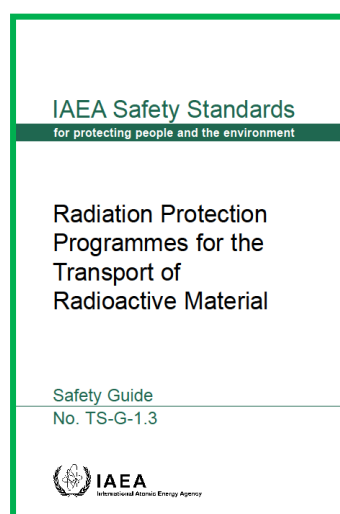 IAEA Safety Standards
for protecting people and the environment
Radiation Protection
Programmes for the
Transport of
Radioactive Material
Safety Guide
No. TS-G-1.3
IAEA
International Atomic Energy Agency